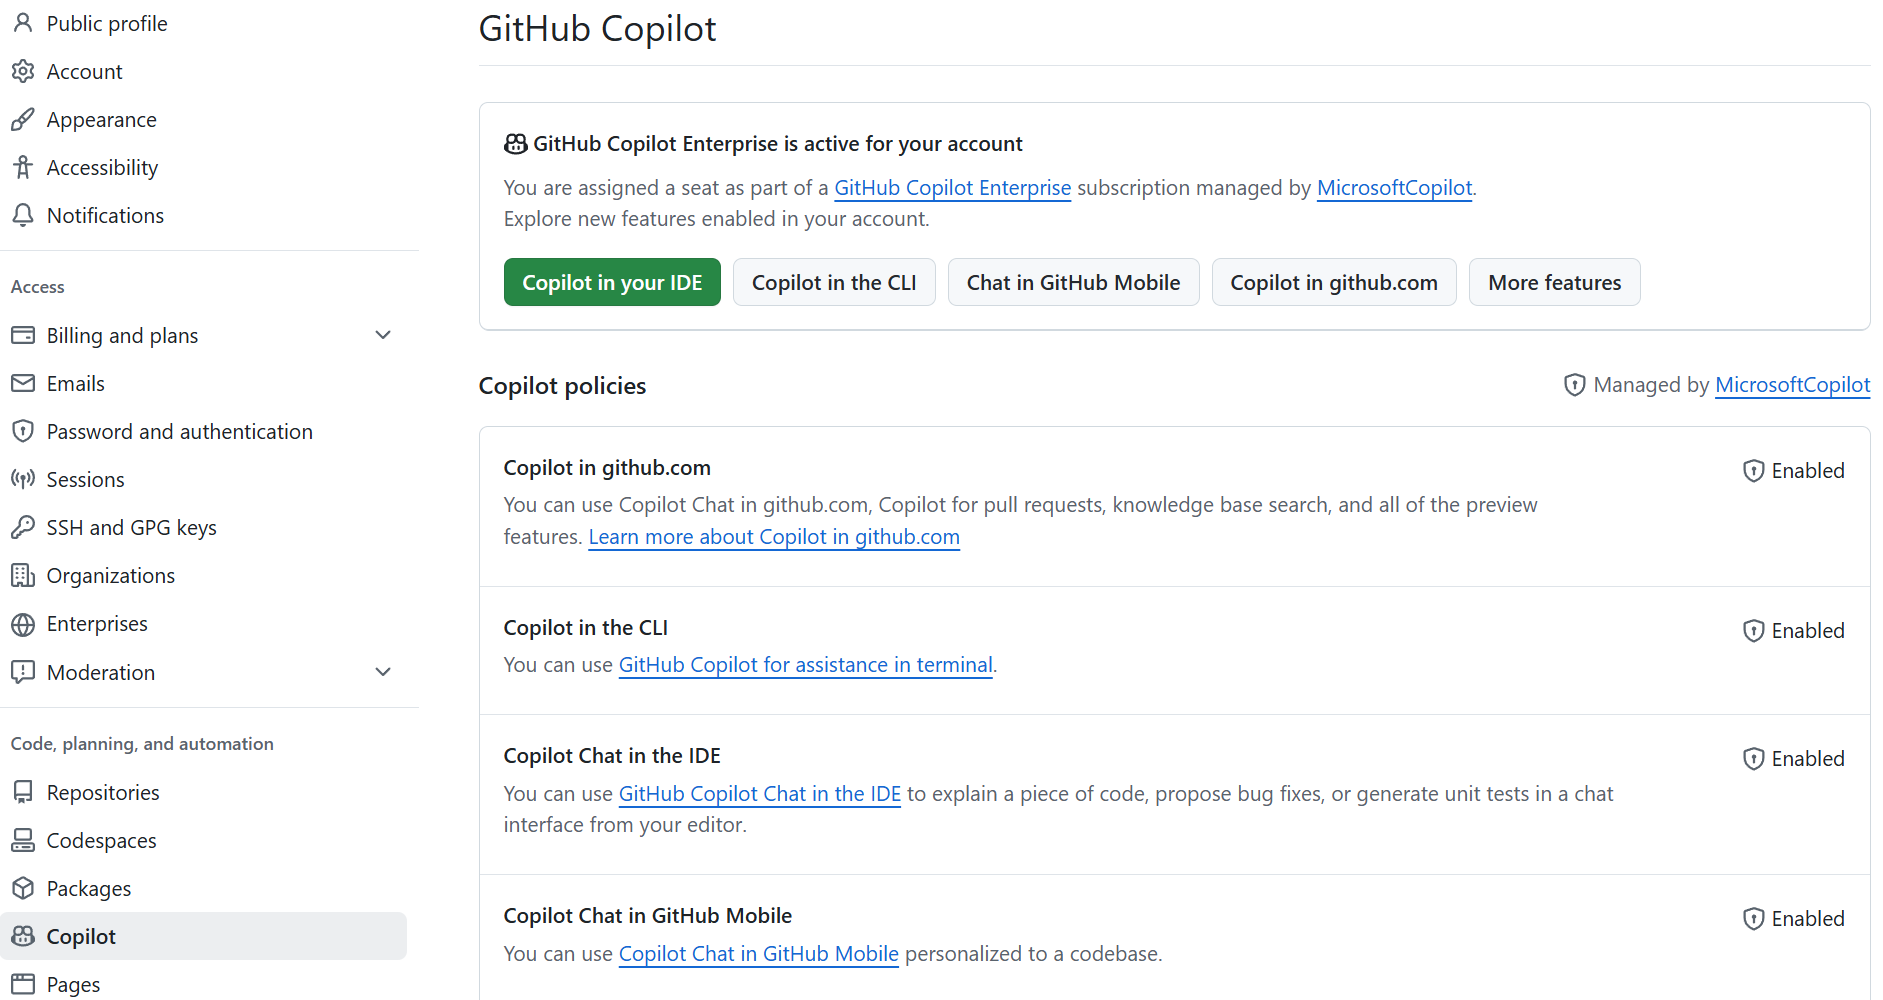 Public profile
Account
Appearance
Accessibility
Notifications
Access
Billing and plans
Emails
Password and authentication
Sessions
SSH and GPG keys
Organizations
Enterprises
Moderation
Code, planning, and automation
Repositories
Codespaces
Packages
Copilot
Pages
GitHub Copilot
GitHub Copilot Enterprise is active for your account
You are assigned a seat as part of a GitHub Copilot Enterprise subscription managed by MicrosoftCopilot.
Explore new features enabled in your account.
Copilot in your IDE
Copilot in the CLI
Chat in GitHub Mobile
Copilot in github.com
More features
Copilot policies
Managed by MicrosoftCopilot
Copilot in github.com
Enabled
You can use Copilot Chat in github.com, Copilot for pull requests, knowledge base search, and all of the preview
features. Learn more about Copilot in github.com
Copilot in the CLI
Enabled
You can use GitHub Copilot for assistance in terminal.
Copilot Chat in the IDE
Enabled
You can use GitHub Copilot Chat in the IDE to explain a piece of code, propose bug fixes, or generate unit tests in a chat
interface from your editor.
Copilot Chat in GitHub Mobile
Enabled
You can use Copilot Chat in GitHub Mobile personalized to a codebase.